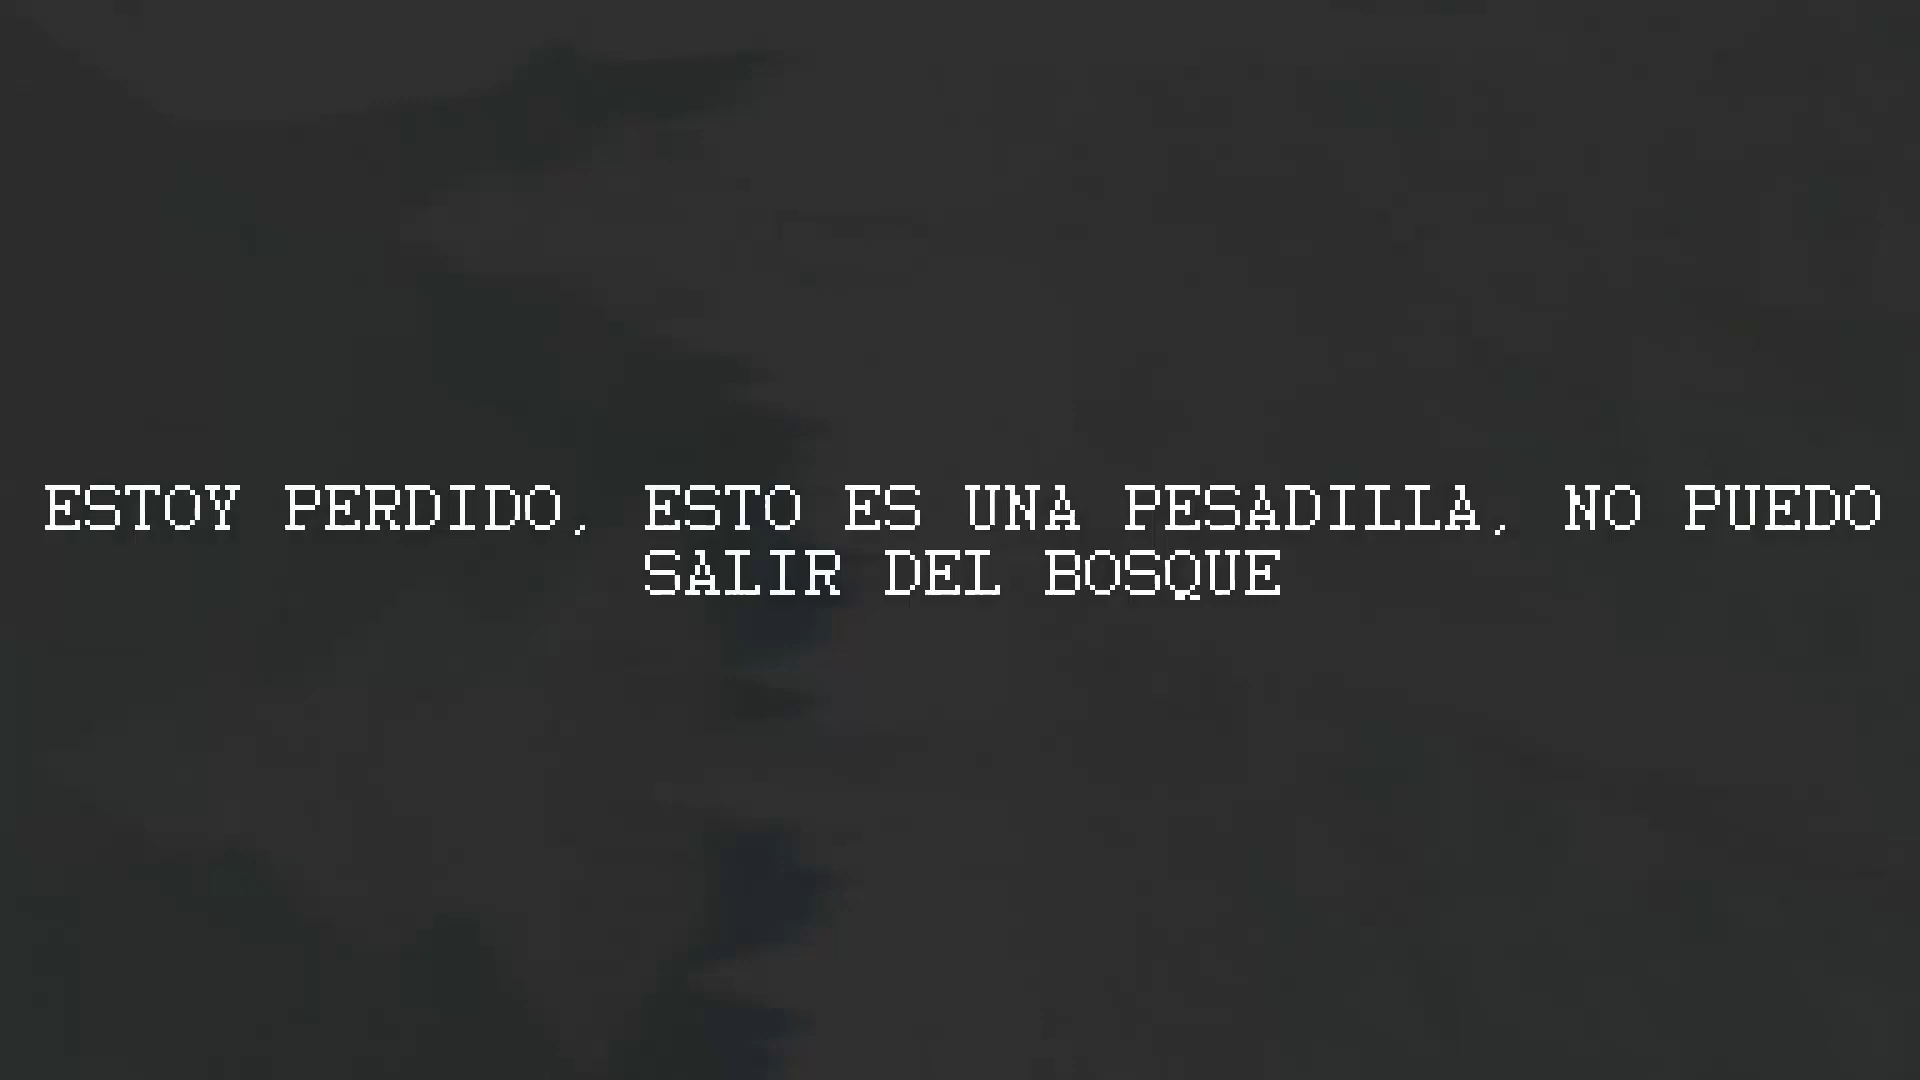 ESTOY PERDIDO, ESTO ES UNA PESADILLA, NO PUEDO
SALIR DEL BOSQUE